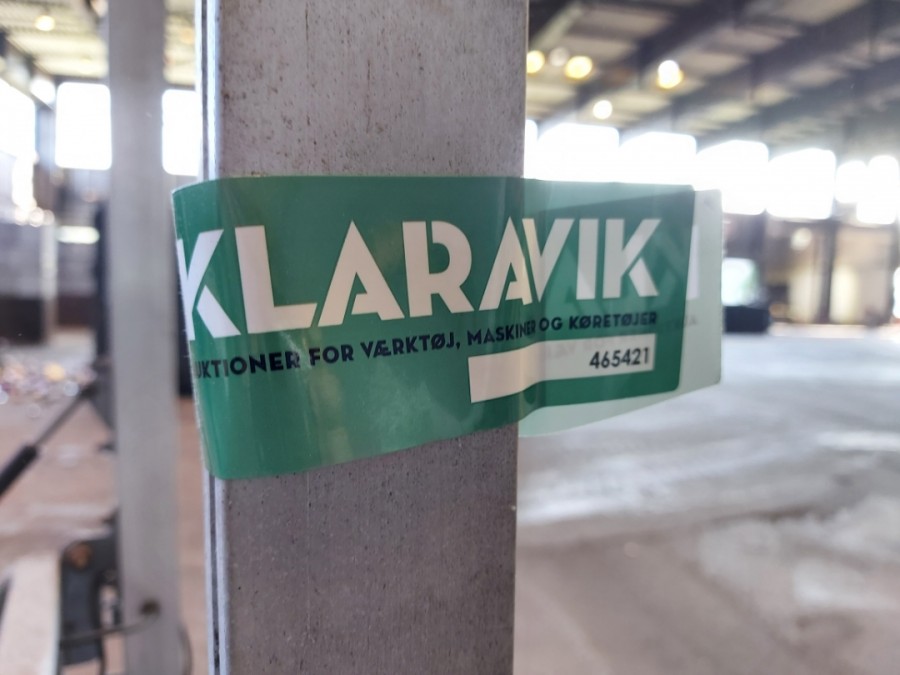 KLARAVIK
UKTIONER FOR VÆRKTØJ, MASKINER OG KØRETØJER
465421